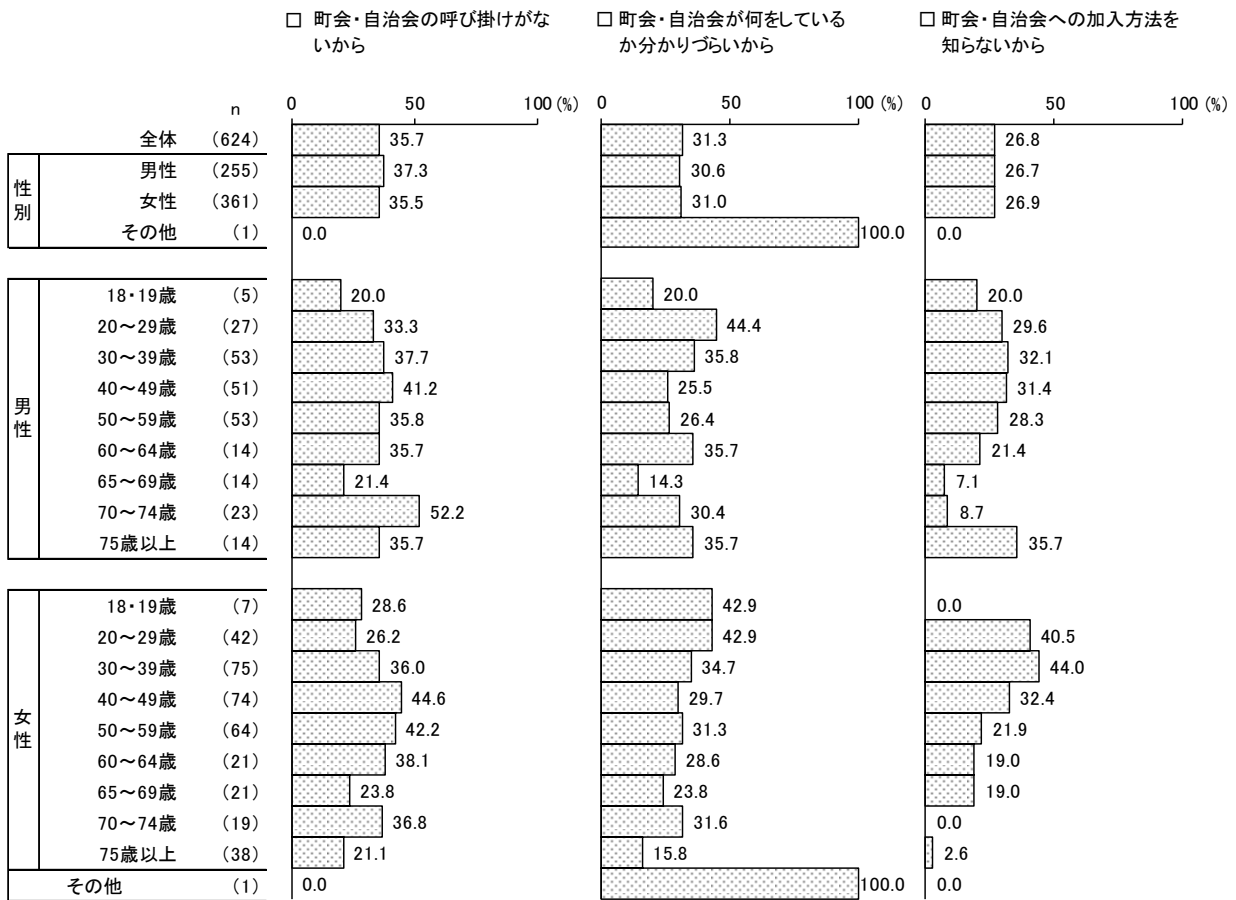 □ 町会・自治会の呼び掛けがな
いから
□ 町会・自治会が何をしている
か分かりづらいから
□ 町会・自治会への加入方法を
知らないから
n 0 50 100 (%) 0 50 100 (%) 0 50 100 (%)
全体 (624) 35.7 31.3 26.8
性別
男性 (255) 37.3 30.6 26.7
女性 (361) 35.5 31.0 26.9
その他 (1) 0.0 100.0 0.0
男性
18・19歳 (5) 20.0 20.0 20.0
20～29歳 (27) 33.3 44.4 29.6
30～39歳 (53) 37.7 35.8 32.1
40～49歳 (51) 41.2 25.5 31.4
50～59歳 (53) 35.8 26.4 28.3
60～64歳 (14) 35.7 35.7 21.4
65～69歳 (14) 21.4 14.3 7.1
70～74歳 (23) 52.2 30.4 8.7
75歳以上 (14) 35.7 35.7 35.7
女性
18・19歳 (7) 28.6 42.9 0.0
20～29歳 (42) 26.2 42.9 40.5
30～39歳 (75) 36.0 34.7 44.0
40～49歳 (74) 44.6 29.7 32.4
50～59歳 (64) 42.2 31.3 21.9
60～64歳 (21) 38.1 28.6 19.0
65～69歳 (21) 23.8 23.8 19.0
70～74歳 (19) 36.8 31.6 0.0
75歳以上 (38) 21.1 15.8 2.6
その他 (1) 0.0 100.0 0.0